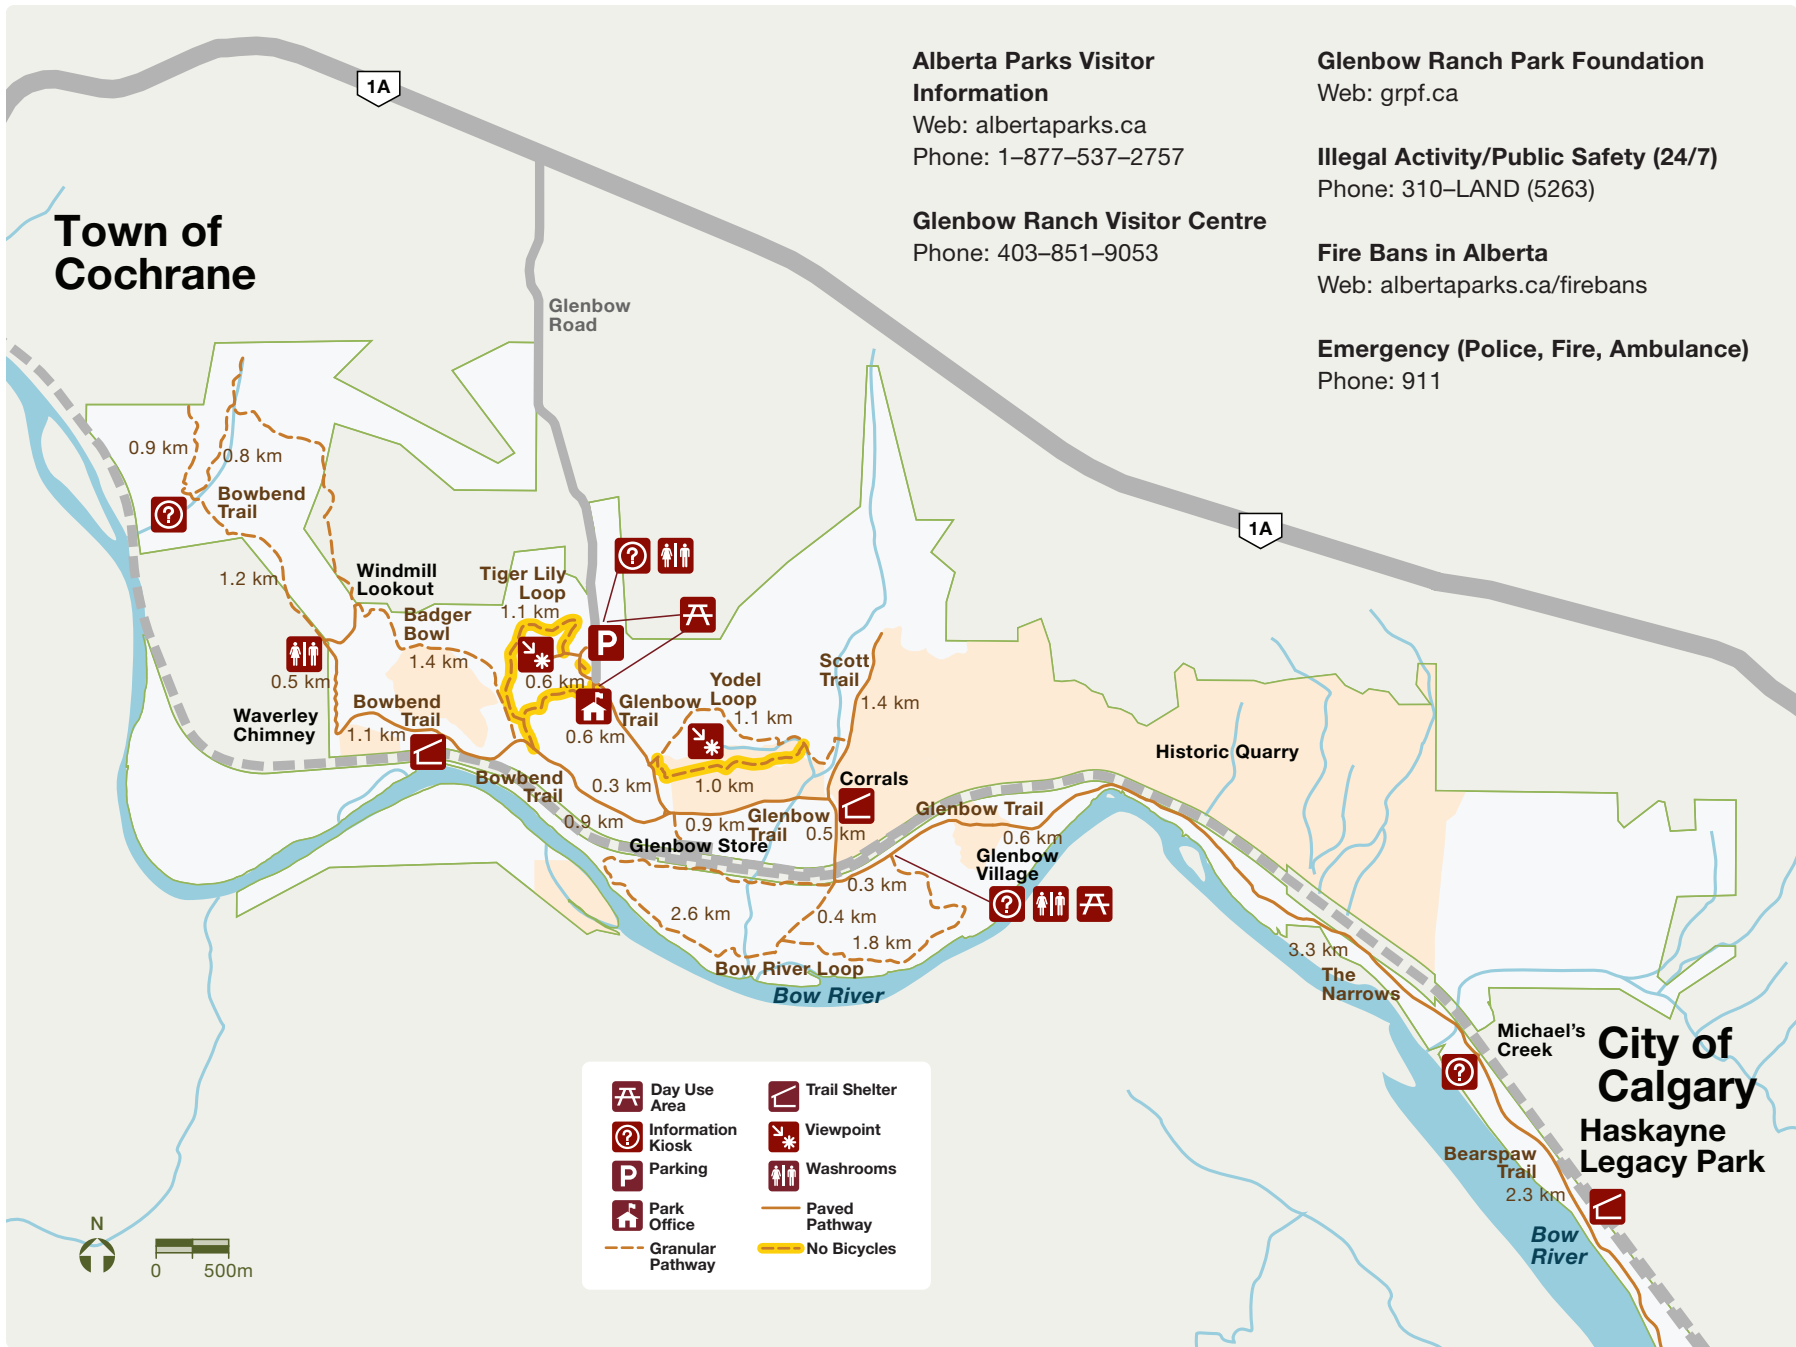 1A
Alberta Parks Visitor
Information
Web: albertaparks.ca
Phone: 1–877–537–2757
Glenbow Ranch Visitor Centre
Phone: 403–851–9053
Glenbow Ranch Park Foundation
Web: grpf.ca
Illegal Activity/Public Safety (24/7)
Phone: 310–LAND (5263)
Fire Bans in Alberta
Web: albertaparks.ca/firebans
Emergency (Police, Fire, Ambulance)
Phone: 911
Town of
Cochrane
Glenbow
Road
1A
0.9 km
0.8 km
Bowbend
Trail
?
1.2 km
Windmill
Lookout
Tiger Lily
Loop
1.1 km
?
Badger
Bowl
1.4 km
P
0.5 km
0.6 km
Bowbend
Trail
1.1 km
Waverley
Chimney
Glenbow
Trail
0.6 km
Yodel
Loop
1.1 km
Scott
Trail
1.4 km
Historic Quarry
Bowbend
Trail
0.9 km
0.3 km
1.0 km
Corrals
0.9 km
Glenbow
Trail
0.5 km
Glenbow Trail
0.6 km
Glenbow Store
Glenbow
Village
?
0.3 km
2.6 km
0.4 km
1.8 km
Bow River Loop
Bow River
3.3 km
The
Narrows
Michael's
Creek
?
City of
Calgary
Haskayne
Legacy Park
Bearspaw
Trail
2.3 km
Bow
River
N
0
500m
Day Use
Area
Trail Shelter
?
Information
Kiosk
Viewpoint
P
Parking
Washrooms
Park
Office
Paved
Pathway
Granular
Pathway
No Bicycles